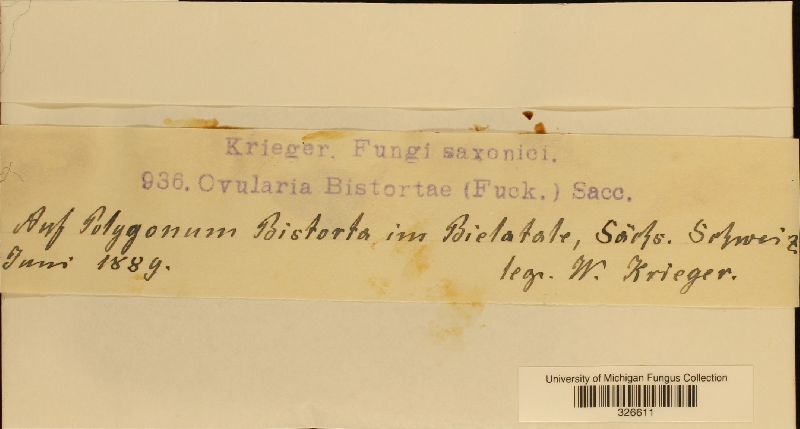 Krieger. Fungi saxonici.
936. Ovularia Bistortae (Fuck.) Sacc.
Auf Polygonum Bistorta im Bielatale, Sächs. Schweiz
Juni 1889.
leg. W. Krieger.
University of Michigan Fungus Collection
326611